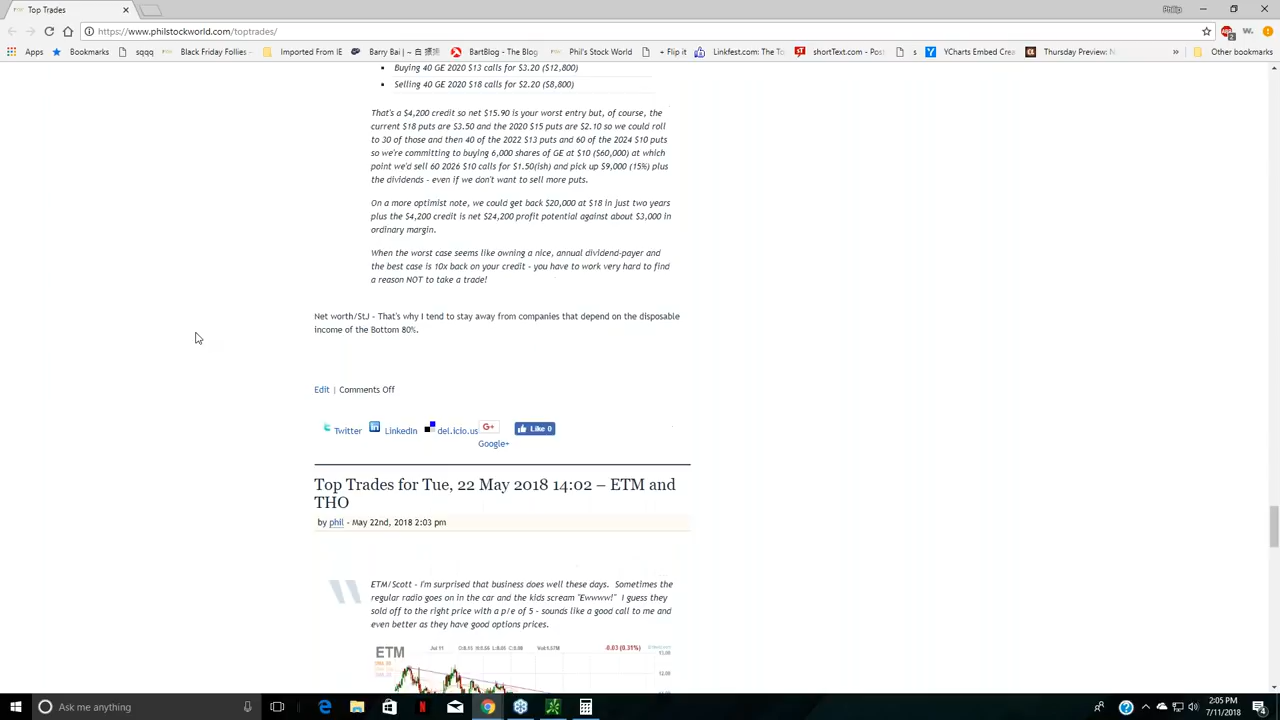 Top Trades
https://www.philstockworld.com/toptrades/
Apps
Bookmarks
sqqq
Black Friday Follies -
Imported From IE
Barry Bai | ~ 自
BartBlog - The Blog
Phil's Stock World
+ Flip it
Linkfest.com: The To
shortText.com - Pos
s
YCharts Embed Crea
Thursday Preview:
Other bookmarks
Buying 40 GE 2020 $13 calls for $3.20 ($12,800)
Selling 40 GE 2020 $18 calls for $2.20 ($8,800)
That's a $4,200 credit so net $15.90 is your worst entry but, of course, the
current $18 puts are $3.50 and the 2020 $15 puts are $2.10 so we could roll
to 30 of those and then 40 of the 2022 $13 puts and 60 of the 2024 $10 puts
so we're committing to buying 6,000 shares of GE at $10 ($60,000) at which
point we'd sell 60 2026 $10 calls for $1.50(ish) and pick up $9,000 (15%) plus
the dividends - even if we don't want to sell more puts.
On a more optimist note, we could get back $20,000 at $18 in just two years
plus the $4,200 credit is net $24,200 profit potential against about $3,000 in
ordinary margin.
When the worst case seems like owning a nice, annual dividend-payer and
the best case is 10x back on your credit - you have to work very hard to find
a reason NOT to take a trade!
Net worth/StJ - That's why I tend to stay away from companies that depend on the disposable
income of the Bottom 80%.
Edit | Comments Off
Twitter LinkedIn del.icio.us G+ Like 0
Google+
Top Trades for Tue, 22 May 2018 14:02 – ETM and
THO
by phil - May 22nd, 2018 2:03 pm
ETM/Scott - I'm surprised that business does well these days. Sometimes the
regular radio goes on in the car and the kids scream "Ewwww!" I guess they
sold off to the right price with a p/e of 5 - sounds like a good call to me and
even better as they have good options prices.
ETM
Jul 11
-0.03 (0.31%)
Ask me anything
2:05 PM
7/11/2018